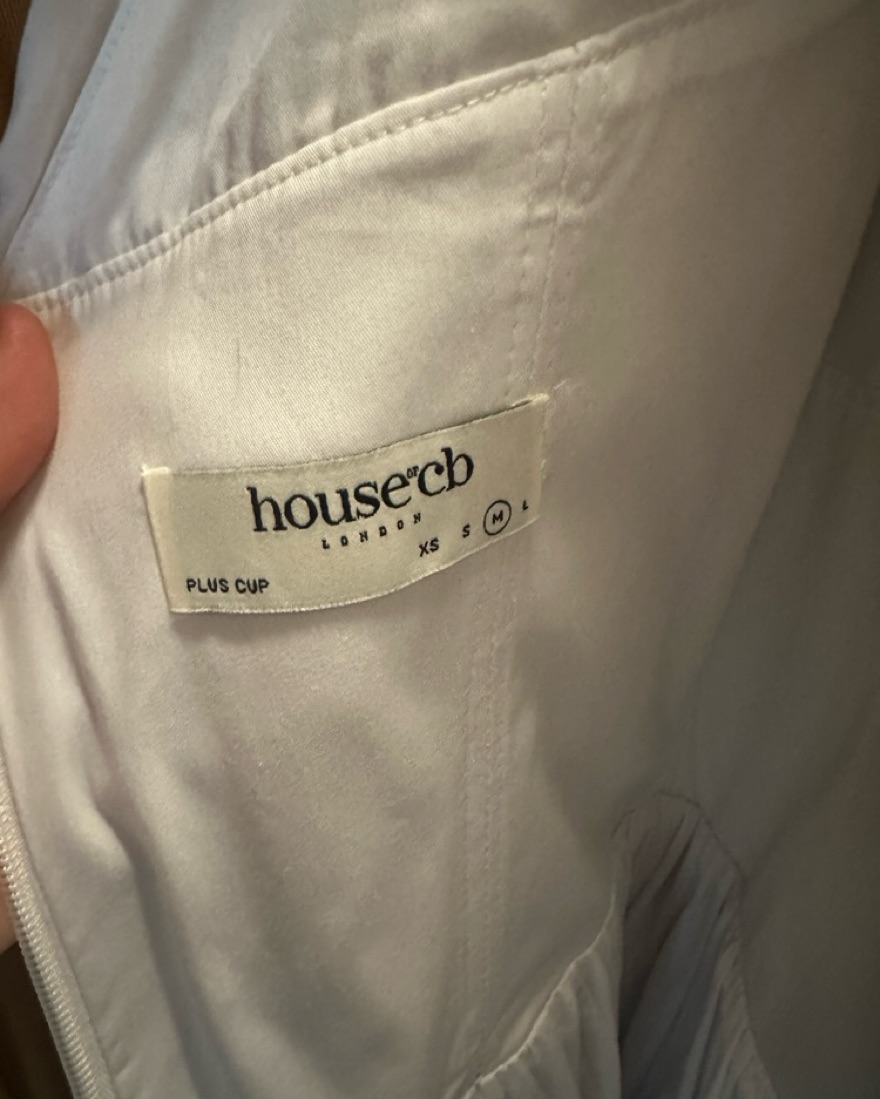 house OF cb
LONDON
XS S M L
PLUS CUP